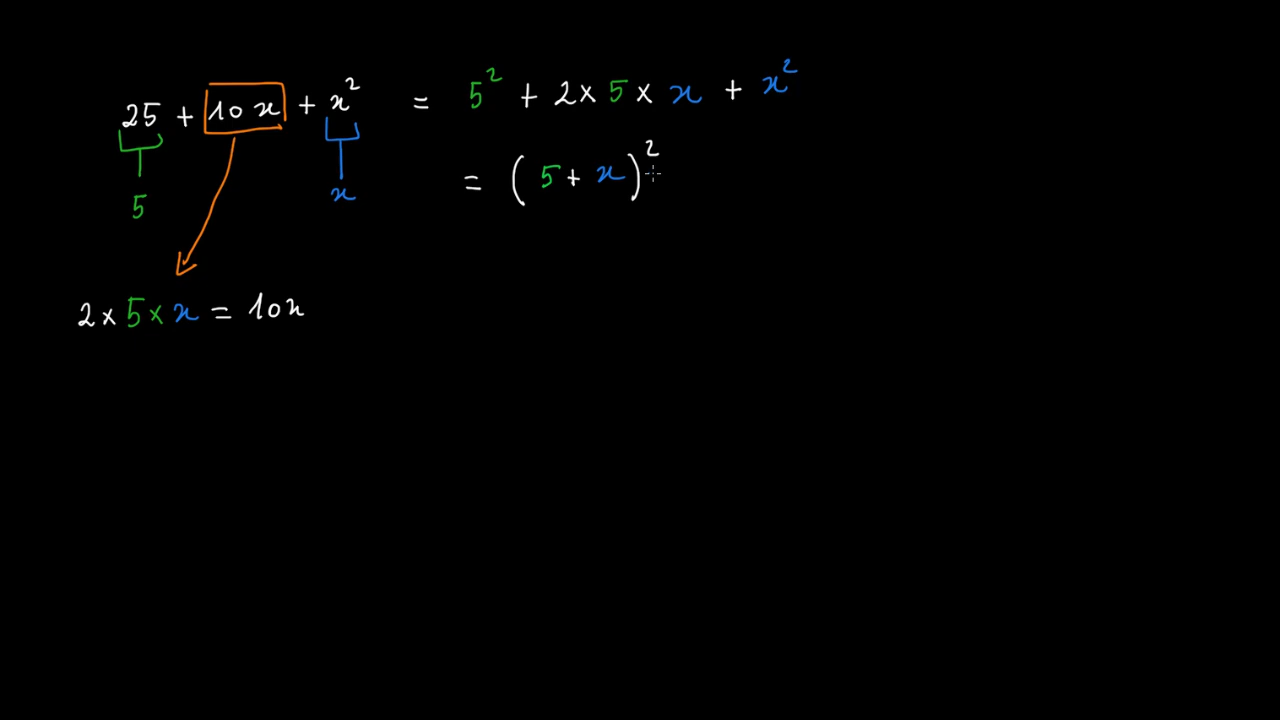 25 + 10x + x² = 5² + 2 × 5 × x + x²
= (5 + x)²
5 x
2 × 5 × x = 10x